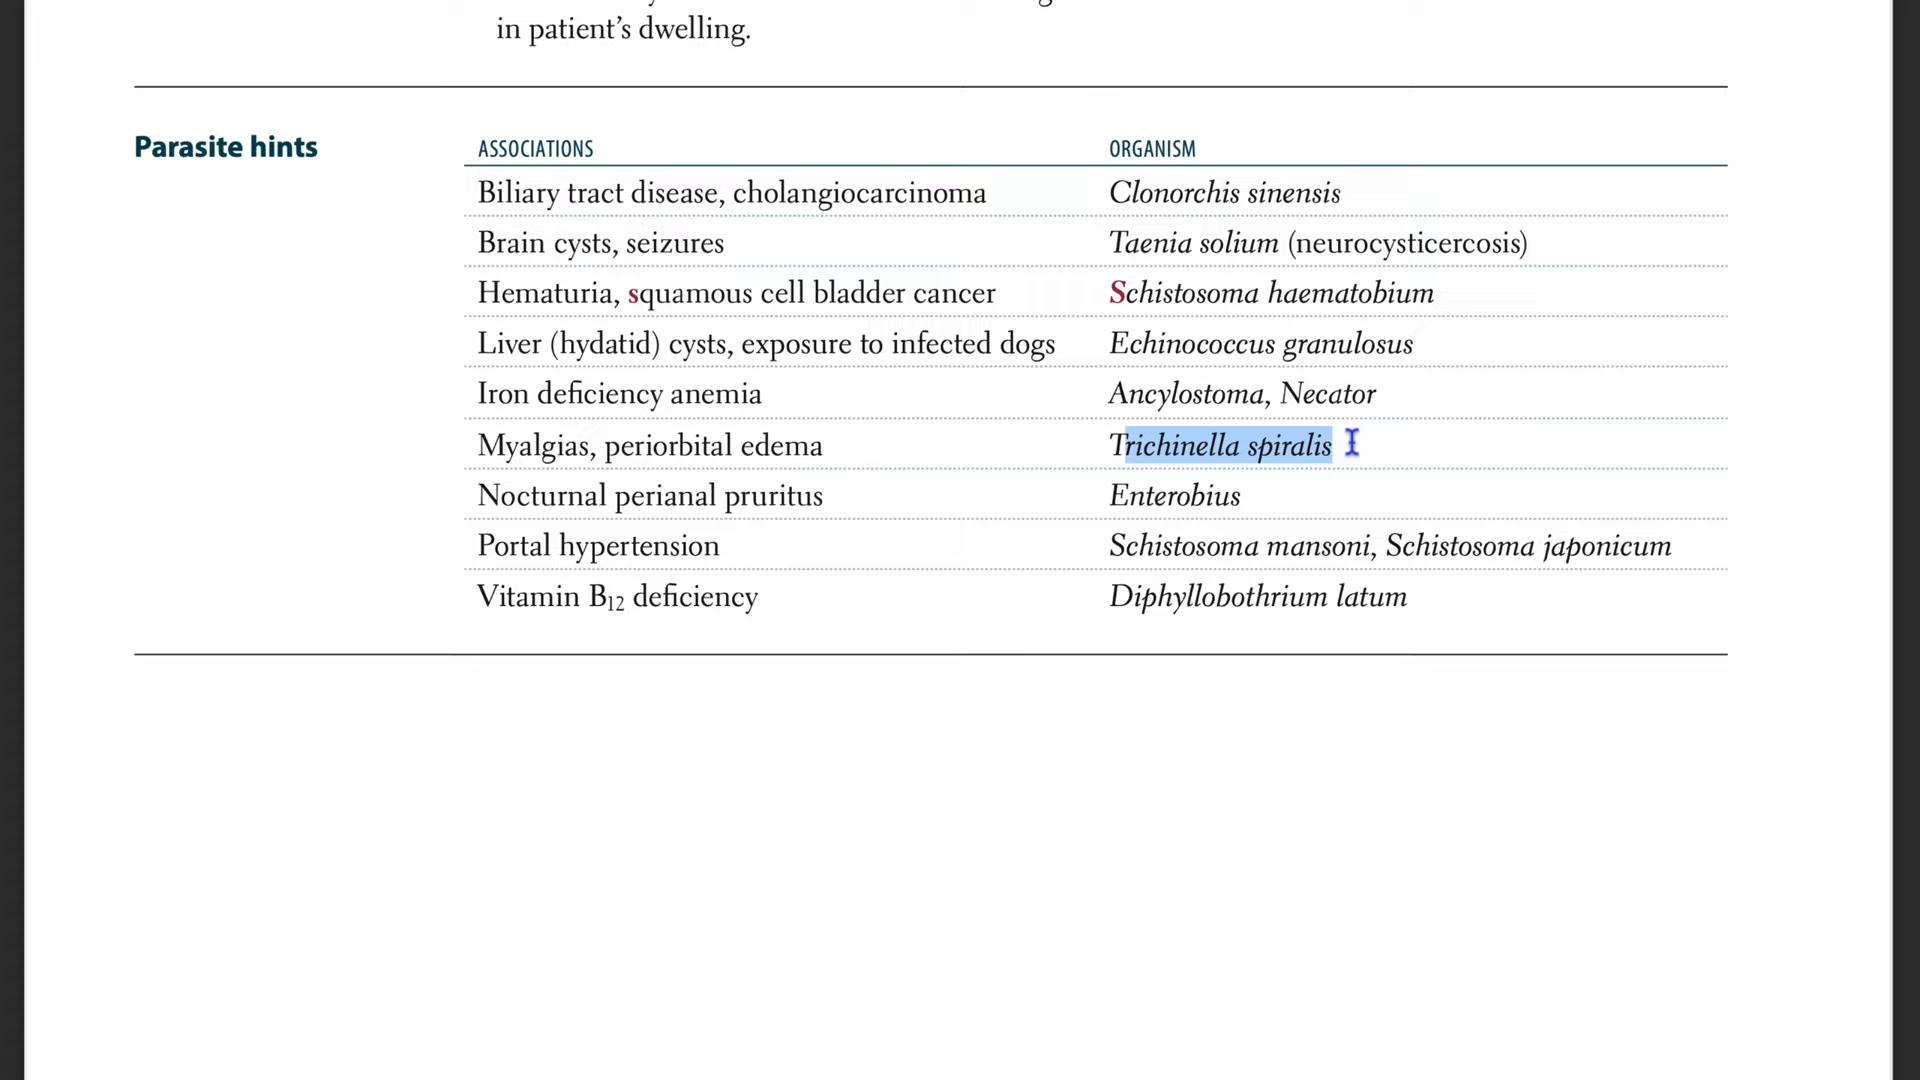 in patient’s dwelling.
Parasite hints
ASSOCIATIONS ORGANISM
Biliary tract disease, cholangiocarcinoma Clonorchis sinensis
Brain cysts, seizures Taenia solium (neurocysticercosis)
Hematuria, squamous cell bladder cancer Schistosoma haematobium
Liver (hydatid) cysts, exposure to infected dogs Echinococcus granulosus
Iron deficiency anemia Ancylostoma, Necator
Myalgias, periorbital edema Trichinella spiralis
Nocturnal perianal pruritus Enterobius
Portal hypertension Schistosoma mansoni, Schistosoma japonicum
Vitamin B12 deficiency Diphyllobothrium latum